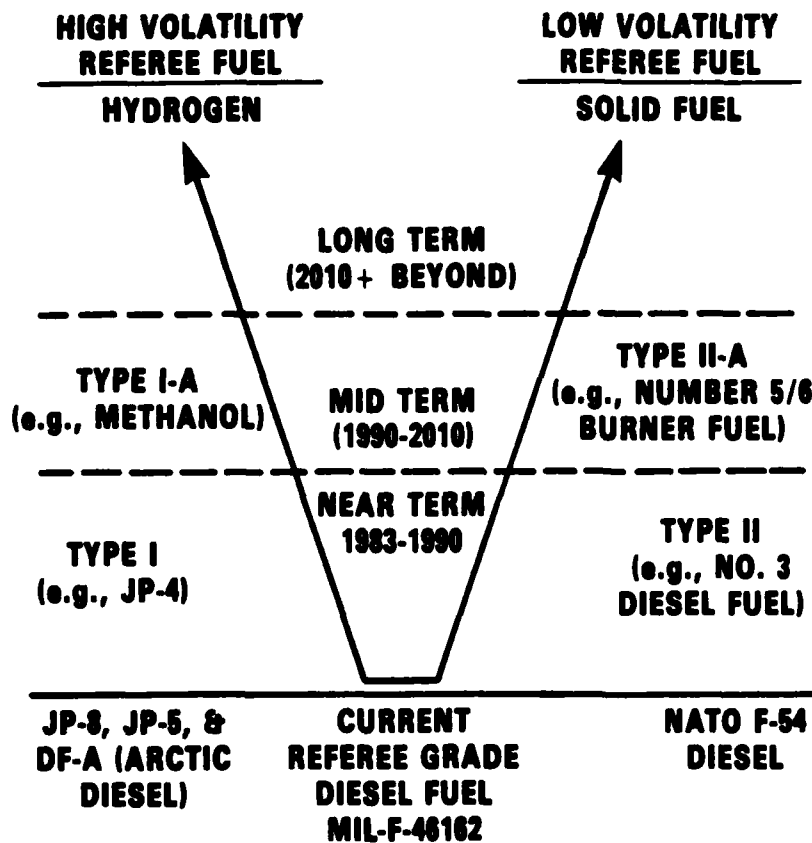 HIGH VOLATILITY
REFEREE FUEL
HYDROGEN
LOW VOLATILITY
REFEREE FUEL
SOLID FUEL
LONG TERM
(2010+ BEYOND)
TYPE I-A
(e.g., METHANOL)
MID TERM
(1990-2010)
TYPE II-A
(e.g., NUMBER 5/6
BURNER FUEL)
NEAR TERM
1983-1990
TYPE I
(e.g., JP-4)
TYPE II
(e.g., NO. 3
DIESEL FUEL)
JP-8, JP-5, &
DF-A (ARCTIC
DIESEL)
CURRENT
REFEREE GRADE
DIESEL FUEL
MIL-F-46162
NATO F-54
DIESEL